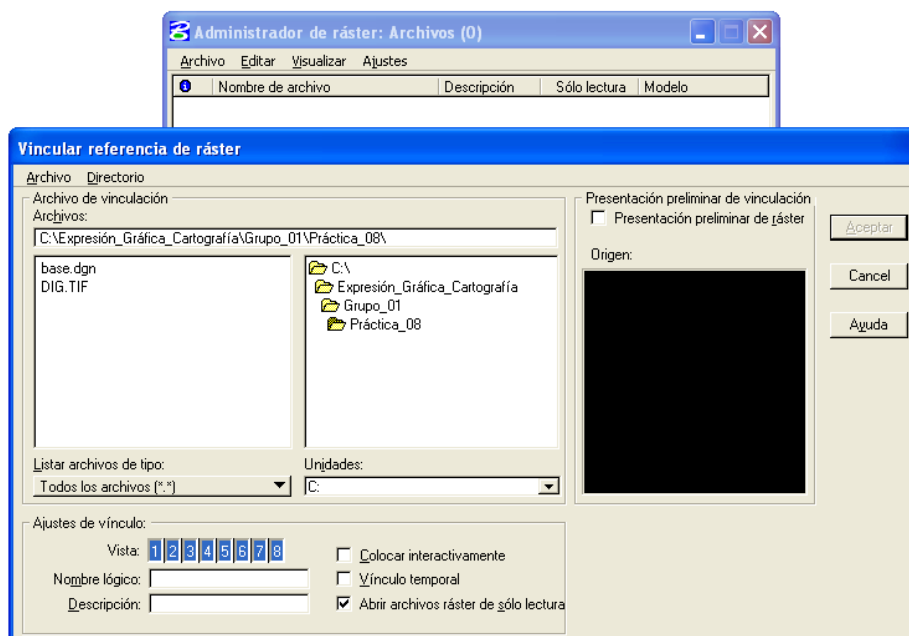 Administrador de ráster: Archivos (0)
Archivo Editar Visualizar Ajustes
Nombre de archivo Descripción Sólo lectura Modelo
Vincular referencia de ráster
Archivo Directorio
Archivo de vinculación
Archivos:
C:\Expresión_Gráfica_Cartografía\Grupo_01\Práctica_08\
base.dgn
DIG.TIF
C:\
Expresión_Gráfica_Cartografía
Grupo_01
Práctica_08
Listar archivos de tipo:
Todos los archivos (*.*)
Unidades:
C:
Presentación preliminar de vinculación
Presentación preliminar de ráster
Origen:
Aceptar
Cancel
Ayuda
Ajustes de vínculo:
Vista: 1 2 3 4 5 6 7 8
Nombre lógico:
Descripción:
Colocar interactivamente
Vínculo temporal
Abrir archivos ráster de sólo lectura